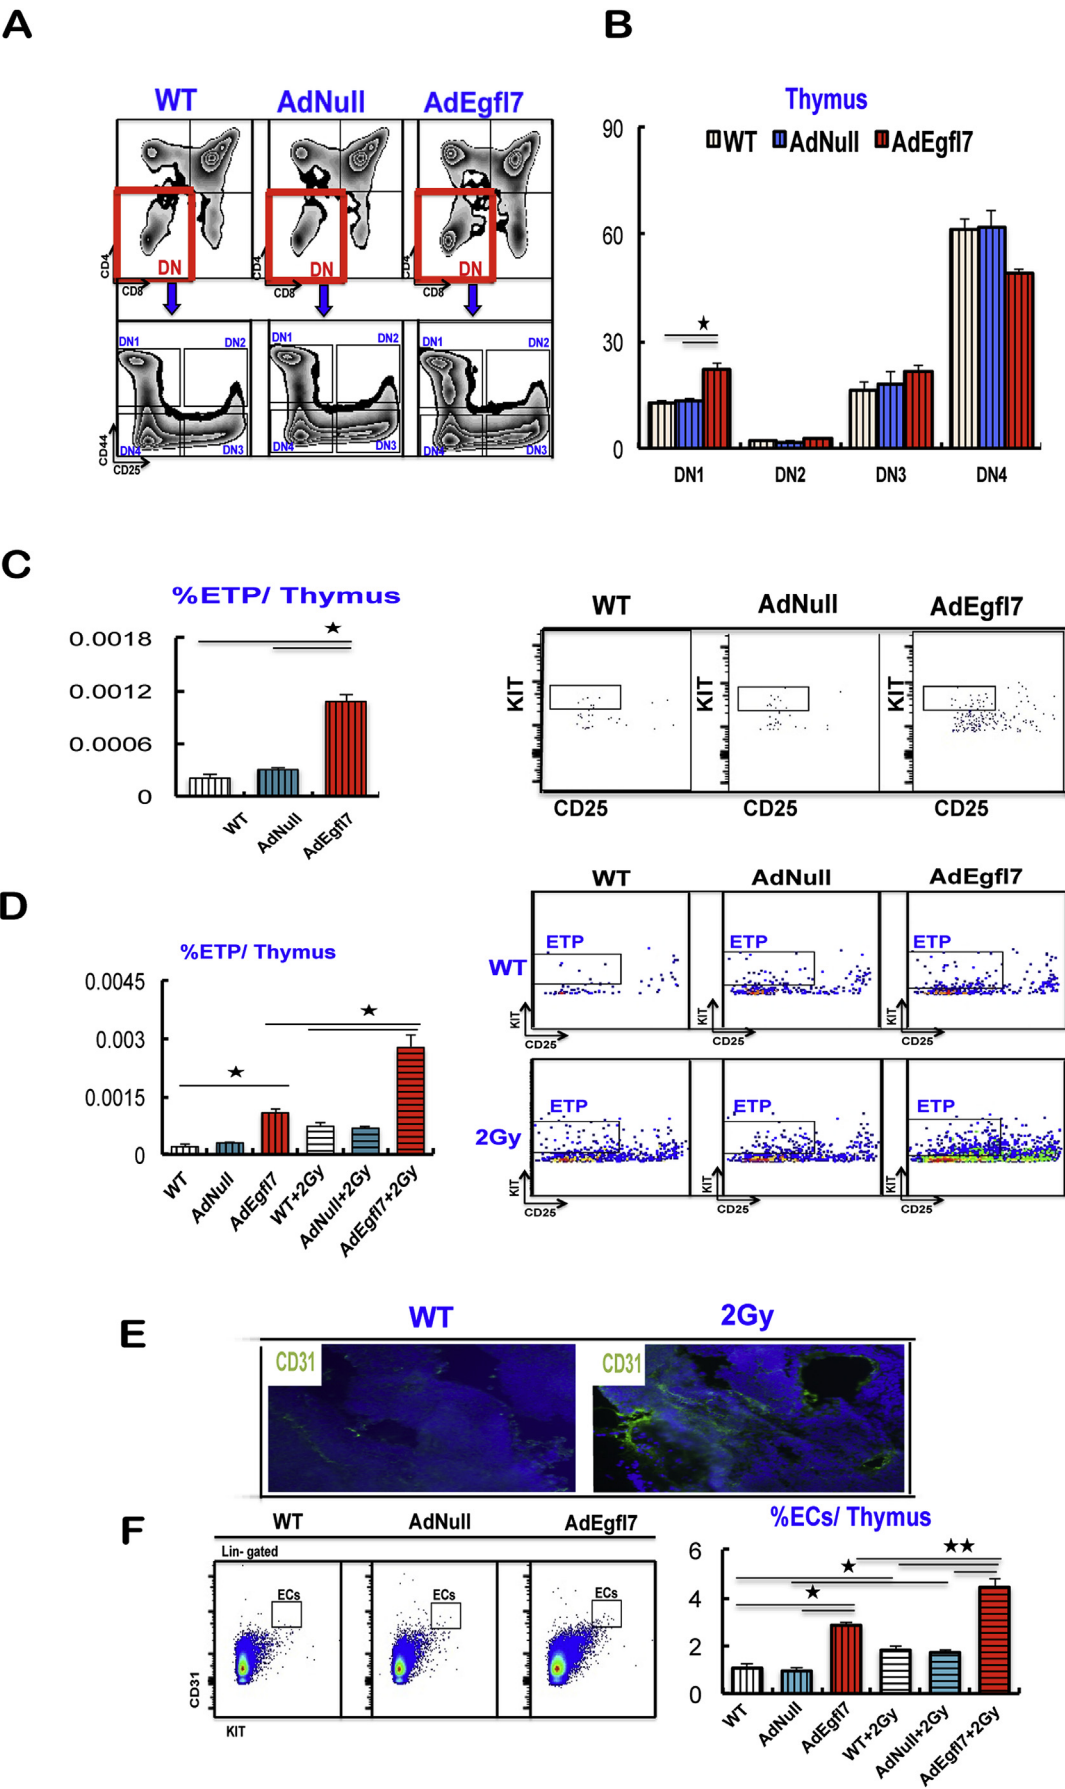 A
WT AdNull AdEgfl7
CD4 CD4 CD4
DN DN DN
CD8 CD8 CD8
DN1 DN2 DN1 DN2 DN1 DN2
DN4 DN3 DN4 DN3 DN4 DN3
CD44
CD25
B
Thymus
WT AdNull AdEgfl7
90
60
30
0
DN1 DN2 DN3 DN4
★
C
%ETP/ Thymus
★
0.0018
0.0012
0.0006
0
WT AdNull AdEgfl7
WT AdNull AdEgfl7
KIT KIT KIT
CD25 CD25 CD25
D
%ETP/ Thymus
0.0045
0.003
0.0015
0
★ ★
WT AdNull AdEgfl7 WT+2Gy AdNull+2Gy AdEgfl7+2Gy
WT AdNull AdEgfl7
WT
ETP ETP ETP
KIT KIT KIT
CD25 CD25 CD25
2Gy
ETP ETP ETP
KIT KIT KIT
CD25 CD25 CD25
E
WT 2Gy
CD31 CD31
F
WT AdNull AdEgfl7
Lin- gated
ECs ECs ECs
CD31
KIT
%ECs/ Thymus
6
4
2
0
★ ★ ★★
WT AdNull AdEgfl7 WT+2Gy AdNull+2Gy AdEgfl7+2Gy